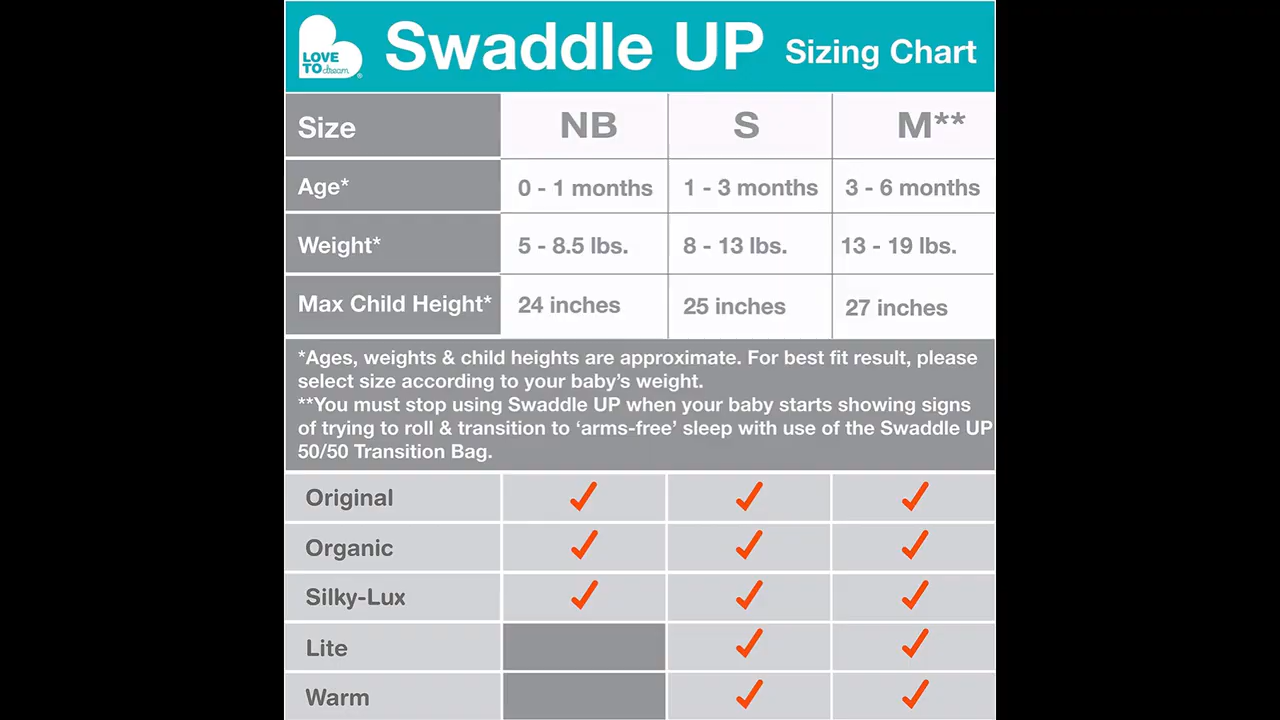 LOVE
TO dream®
Swaddle UP Sizing Chart
Size NB S M**
Age* 0 - 1 months 1 - 3 months 3 - 6 months
Weight* 5 - 8.5 lbs. 8 - 13 lbs. 13 - 19 lbs.
Max Child Height* 24 inches 25 inches 27 inches
*Ages, weights & child heights are approximate. For best fit result, please
select size according to your baby's weight.
**You must stop using Swaddle UP when your baby starts showing signs
of trying to roll & transition to ‘arms-free’ sleep with use of the Swaddle UP
50/50 Transition Bag.
Original ✓ ✓ ✓
Organic ✓ ✓ ✓
Silky-Lux ✓ ✓ ✓
Lite ✓ ✓
Warm ✓ ✓